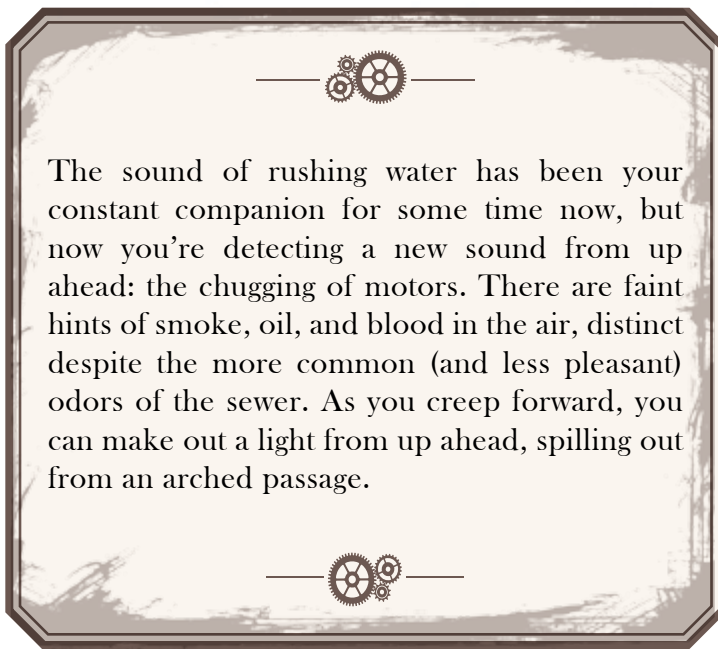 The sound of rushing water has been your
constant companion for some time now, but
now you’re detecting a new sound from up
ahead: the chugging of motors. There are faint
hints of smoke, oil, and blood in the air, distinct
despite the more common (and less pleasant)
odors of the sewer. As you creep forward, you
can make out a light from up ahead, spilling out
from an arched passage.